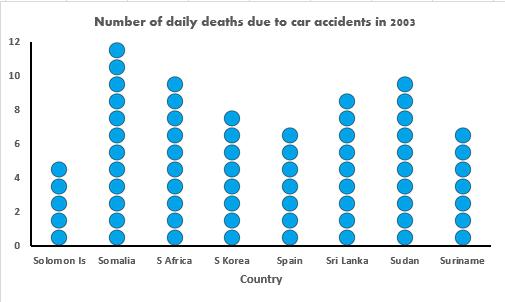 Number of daily deaths due to car accidents in 2003
12
10
8
6
4
2
0
Solomon Is Somalia S Africa S Korea Spain Sri Lanka Sudan Suriname
Country